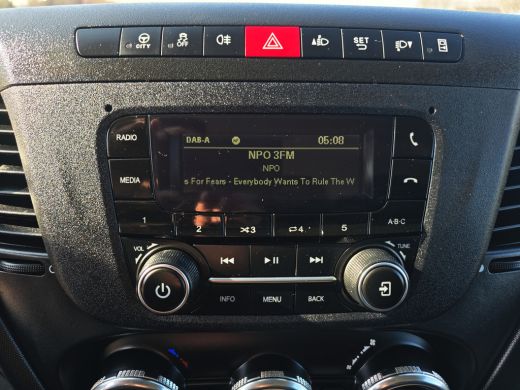 CITY OFF SET
RADIO
MEDIA
DAB-A 05:08
NPO 3FM
NPO
s For Fears - Everybody Wants To Rule The W
1 2 3 4 5 A·B·C
VOL TUNE
INFO MENU BACK